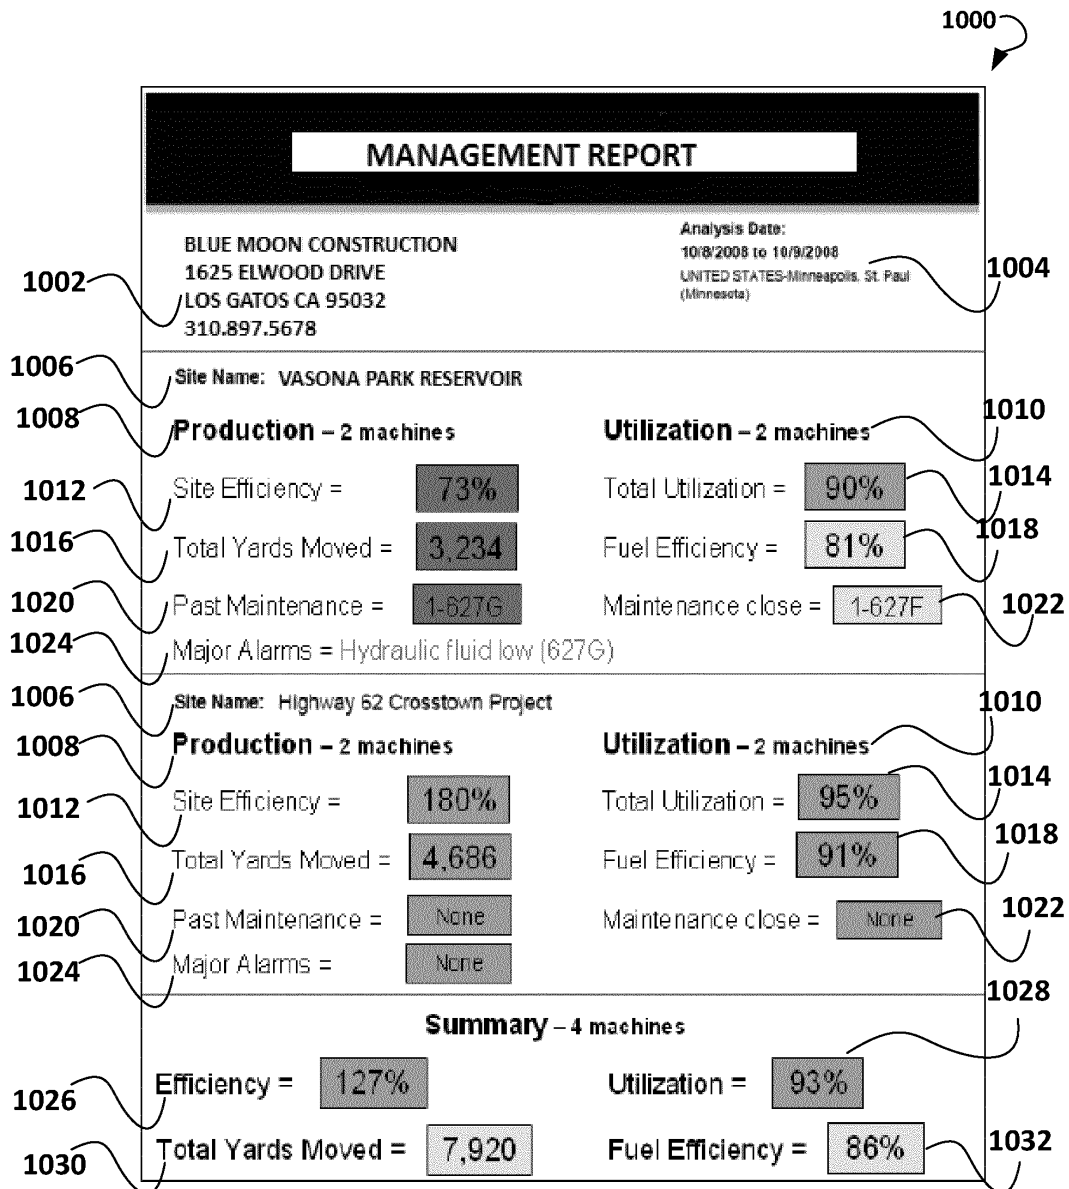 1000
MANAGEMENT REPORT
BLUE MOON CONSTRUCTION
1625 ELWOOD DRIVE
LOS GATOS CA 95032
310.897.5678
Analysis Date:
10/8/2008 to 10/9/2008
UNITED STATES-Minneapolis, St. Paul
(Minnesota)
1002
1004
1006
Site Name: VASONA PARK RESERVOIR
1008
Production – 2 machines
Utilization – 2 machines
1010
1012
Site Efficiency = 73%
Total Utilization = 90%
1014
1016
Total Yards Moved = 3,234
Fuel Efficiency = 81%
1018
1020
Past Maintenance = 1-627G
Maintenance close = 1-627F
1022
1024
Major Alarms = Hydraulic fluid low (627G)
1006
Site Name: Highway 62 Crosstown Project
1008
Production – 2 machines
Utilization – 2 machines
1010
1012
Site Efficiency = 180%
Total Utilization = 95%
1014
1016
Total Yards Moved = 4,686
Fuel Efficiency = 91%
1018
1020
Past Maintenance = None
Maintenance close = None
1022
1024
Major Alarms = None
1028
Summary – 4 machines
1026
Efficiency = 127%
Utilization = 93%
1030
Total Yards Moved = 7,920
Fuel Efficiency = 86%
1032